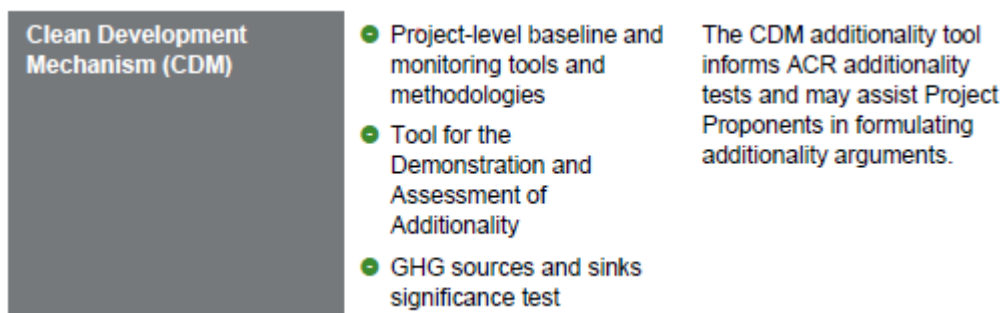 Clean Development
Mechanism (CDM)
Project-level baseline and
monitoring tools and
methodologies
Tool for the
Demonstration and
Assessment of
Additionality
GHG sources and sinks
significance test
The CDM additionality tool
informs ACR additionality
tests and may assist Project
Proponents in formulating
additionality arguments.